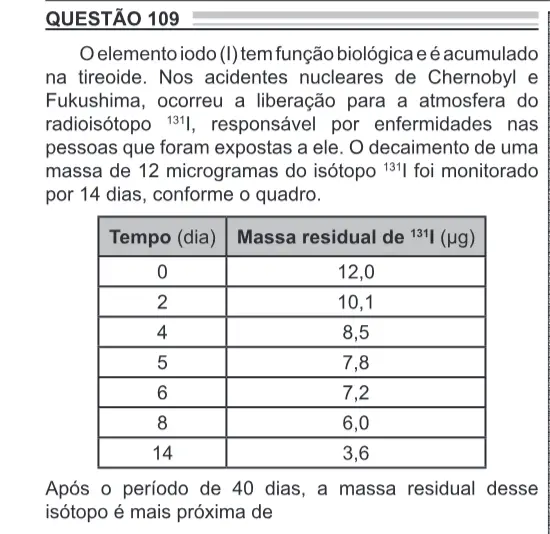 QUESTÃO 109
O elemento iodo (I) tem função biológica e é acumulado
na tireoide. Nos acidentes nucleares de Chernobyl e
Fukushima, ocorreu a liberação para a atmosfera do
radioisótopo ¹³¹I, responsável por enfermidades nas
pessoas que foram expostas a ele. O decaimento de uma
massa de 12 microgramas do isótopo ¹³¹I foi monitorado
por 14 dias, conforme o quadro.
Tempo (dia) Massa residual de ¹³¹I (µg)
0 12,0
2 10,1
4 8,5
5 7,8
6 7,2
8 6,0
14 3,6
Após o período de 40 dias, a massa residual desse
isótopo é mais próxima de